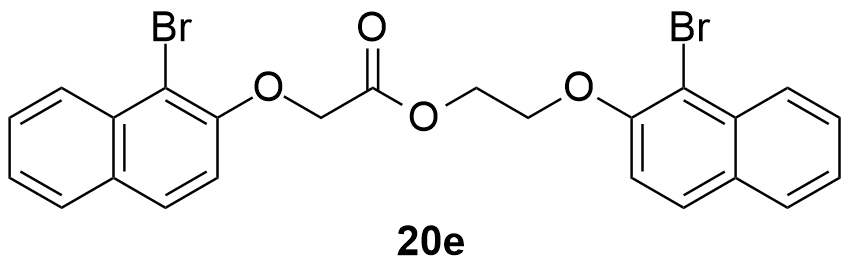 Br O Br
O O O
20e